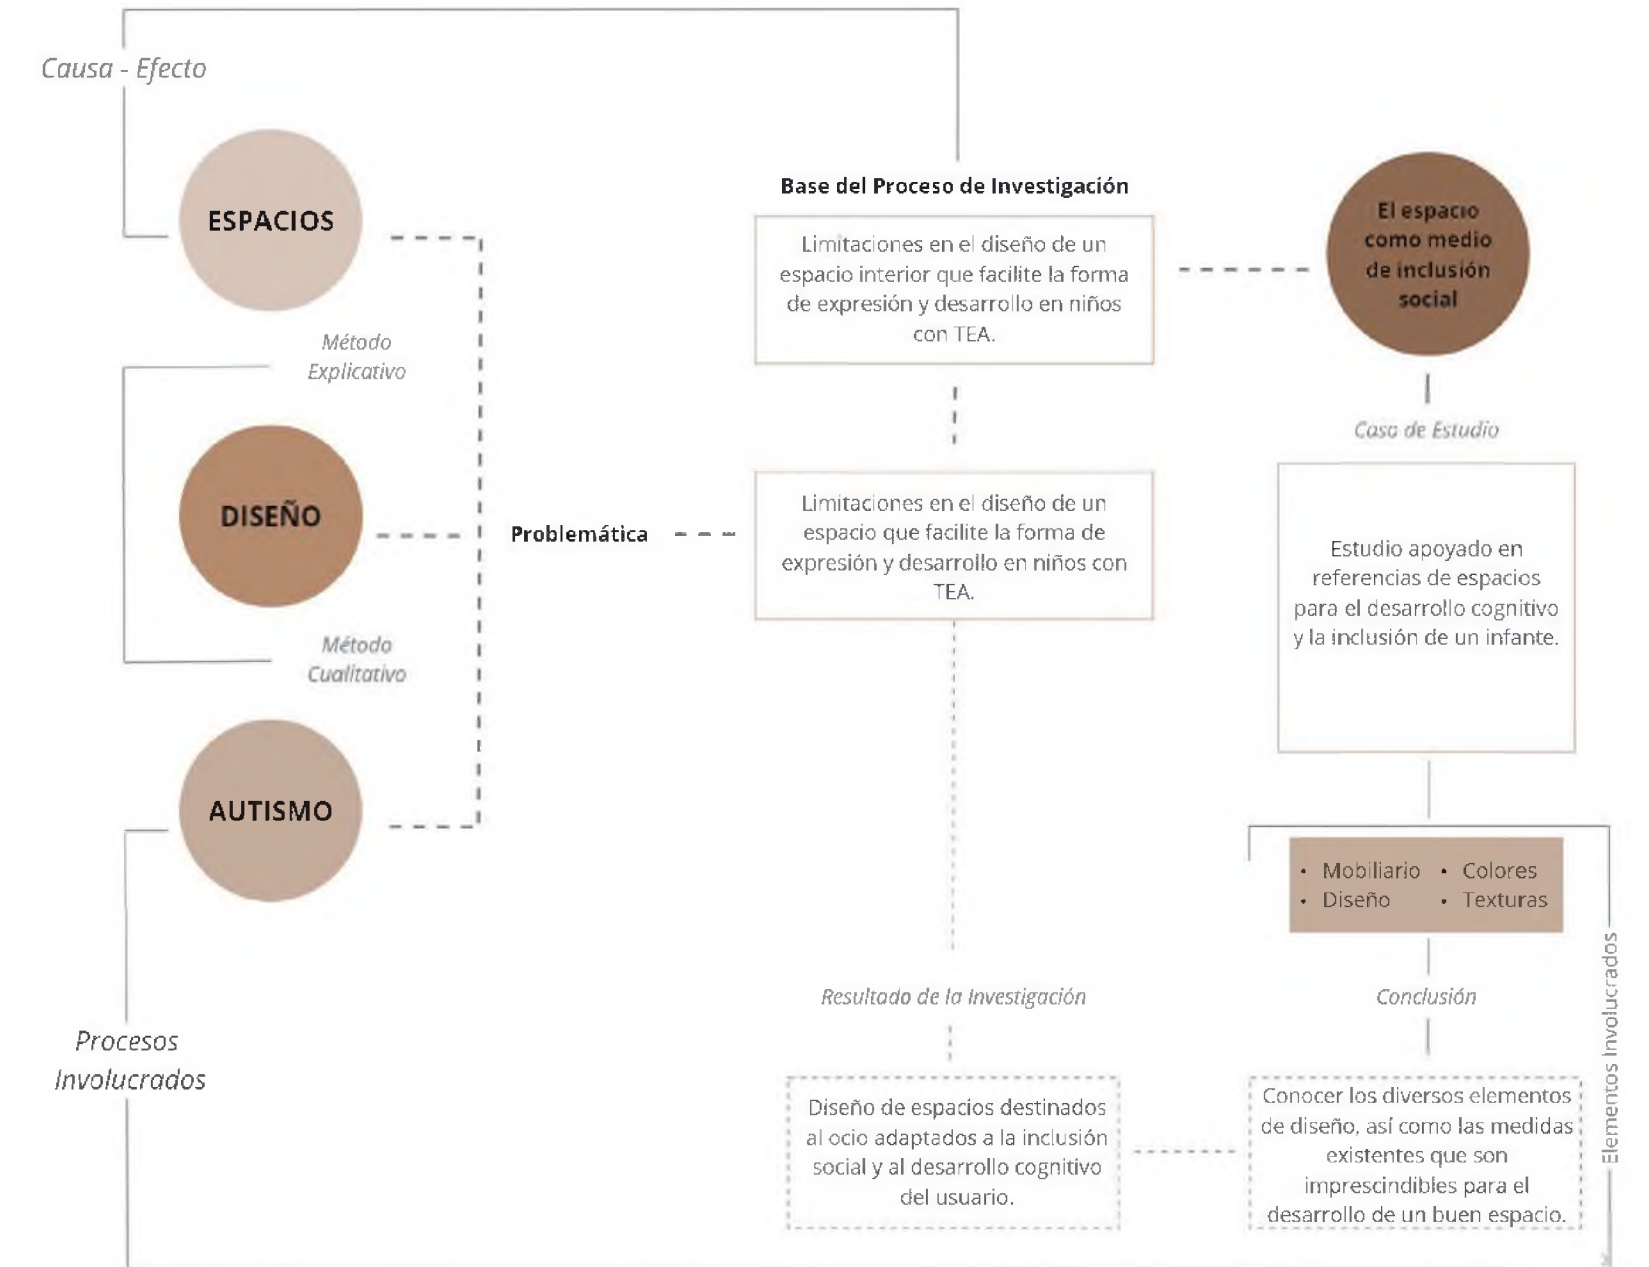 Causa - Efecto
ESPACIOS
Método
Explicativo
DISEÑO
Método
Cualitativo
AUTISMO
Procesos
Involucrados
Problemática
Base del Proceso de Investigación
Limitaciones en el diseño de un
espacio interior que facilite la forma
de expresión y desarrollo en niños
con TEA.
Limitaciones en el diseño de un
espacio que facilite la forma de
expresión y desarrollo en niños con
TEA.
Resultado de la Investigación
Diseño de espacios destinados
al ocio adaptados a la inclusión
social y al desarrollo cognitivo
del usuario.
El espacio
como medio
de inclusión
social
Caso de Estudio
Estudio apoyado en
referencias de espacios
para el desarrollo cognitivo
y la inclusión de un infante.
• Mobiliario • Colores
• Diseño • Texturas
Conclusión
Conocer los diversos elementos
de diseño, así como las medidas
existentes que son
imprescindibles para el
desarrollo de un buen espacio.
Elementos Involucrados